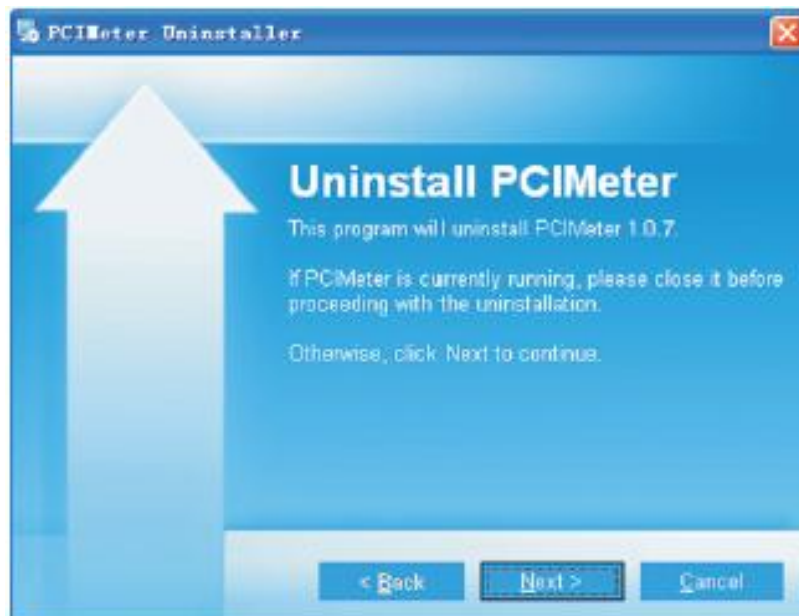 PCIMeter Uninstaller
Uninstall PCIMeter
This program will uninstall PCIMeter 1.0.7.
If PCIMeter is currently running, please close it before
proceeding with the uninstallation.
Otherwise, click Next to continue.
< Back
Next >
Cancel